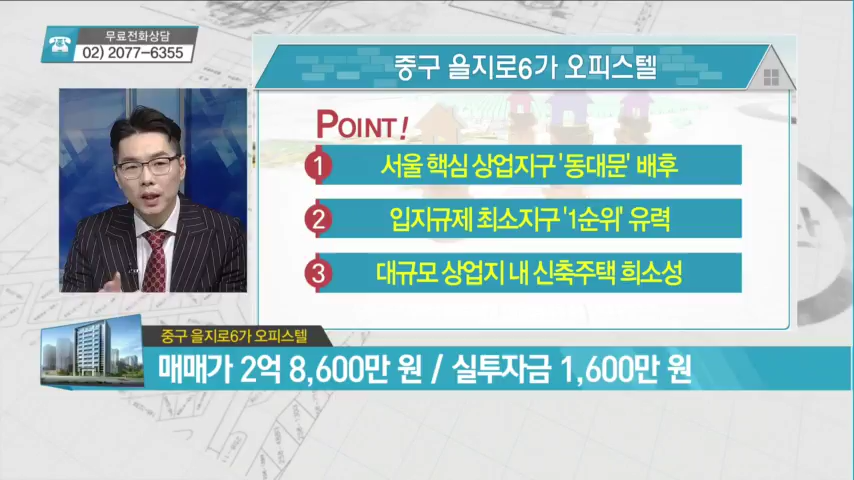 무료전화상담
02) 2077-6355
중구 을지로6가 오피스텔
POINT!
1 서울 핵심 상업지구 '동대문' 배후
2 입지규제 최소지구 '1순위' 유력
3 대규모 상업지 내 신축주택 희소성
중구 을지로6가 오피스텔
매매가 2억 8,600만 원 / 실투자금 1,600만 원